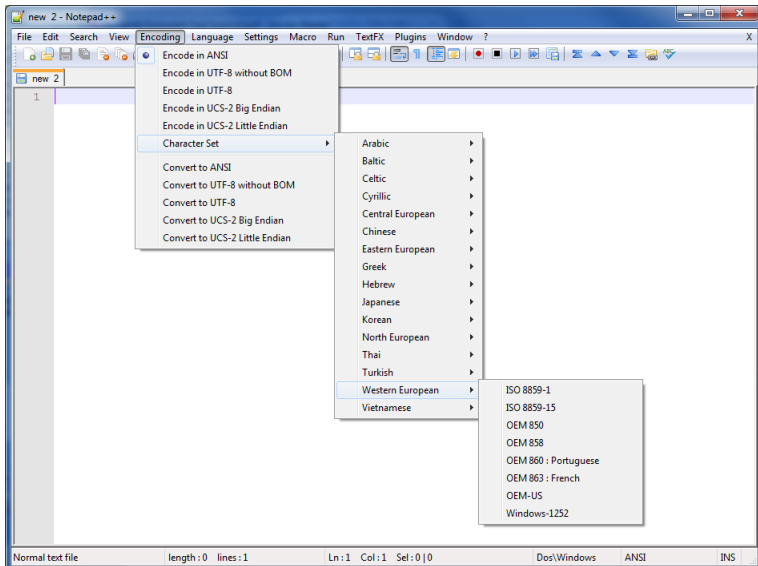 new 2 - Notepad++
File Edit Search View Encoding Language Settings Macro Run TextFX Plugins Window ? X
new 2
1
Encode in ANSI
Encode in UTF-8 without BOM
Encode in UTF-8
Encode in UCS-2 Big Endian
Encode in UCS-2 Little Endian
Character Set
Convert to ANSI
Convert to UTF-8 without BOM
Convert to UTF-8
Convert to UCS-2 Big Endian
Convert to UCS-2 Little Endian
Arabic
Baltic
Celtic
Cyrillic
Central European
Chinese
Eastern European
Greek
Hebrew
Japanese
Korean
North European
Thai
Turkish
Western European
Vietnamese
ISO 8859-1
ISO 8859-15
OEM 850
OEM 858
OEM 860 : Portuguese
OEM 863 : French
OEM-US
Windows-1252
Normal text file length : 0 lines : 1 Ln : 1 Col : 1 Sel : 0 | 0 Dos\Windows ANSI INS